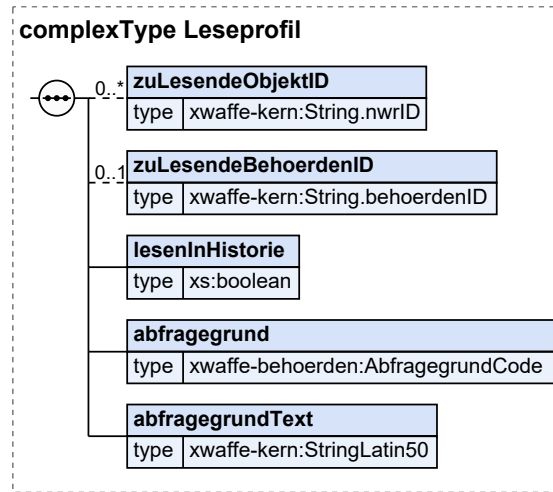 complexType Leseprofil
0..* zuLesendeObjektID
type xwaffe-kern:String.nwrID
0..1 zuLesendeBehoerdenID
type xwaffe-kern:String.behoerdenID
lesenInHistorie
type xs:boolean
abfragegrund
type xwaffe-behoerden:AbfragegrundCode
abfragegrundText
type xwaffe-kern:StringLatin50